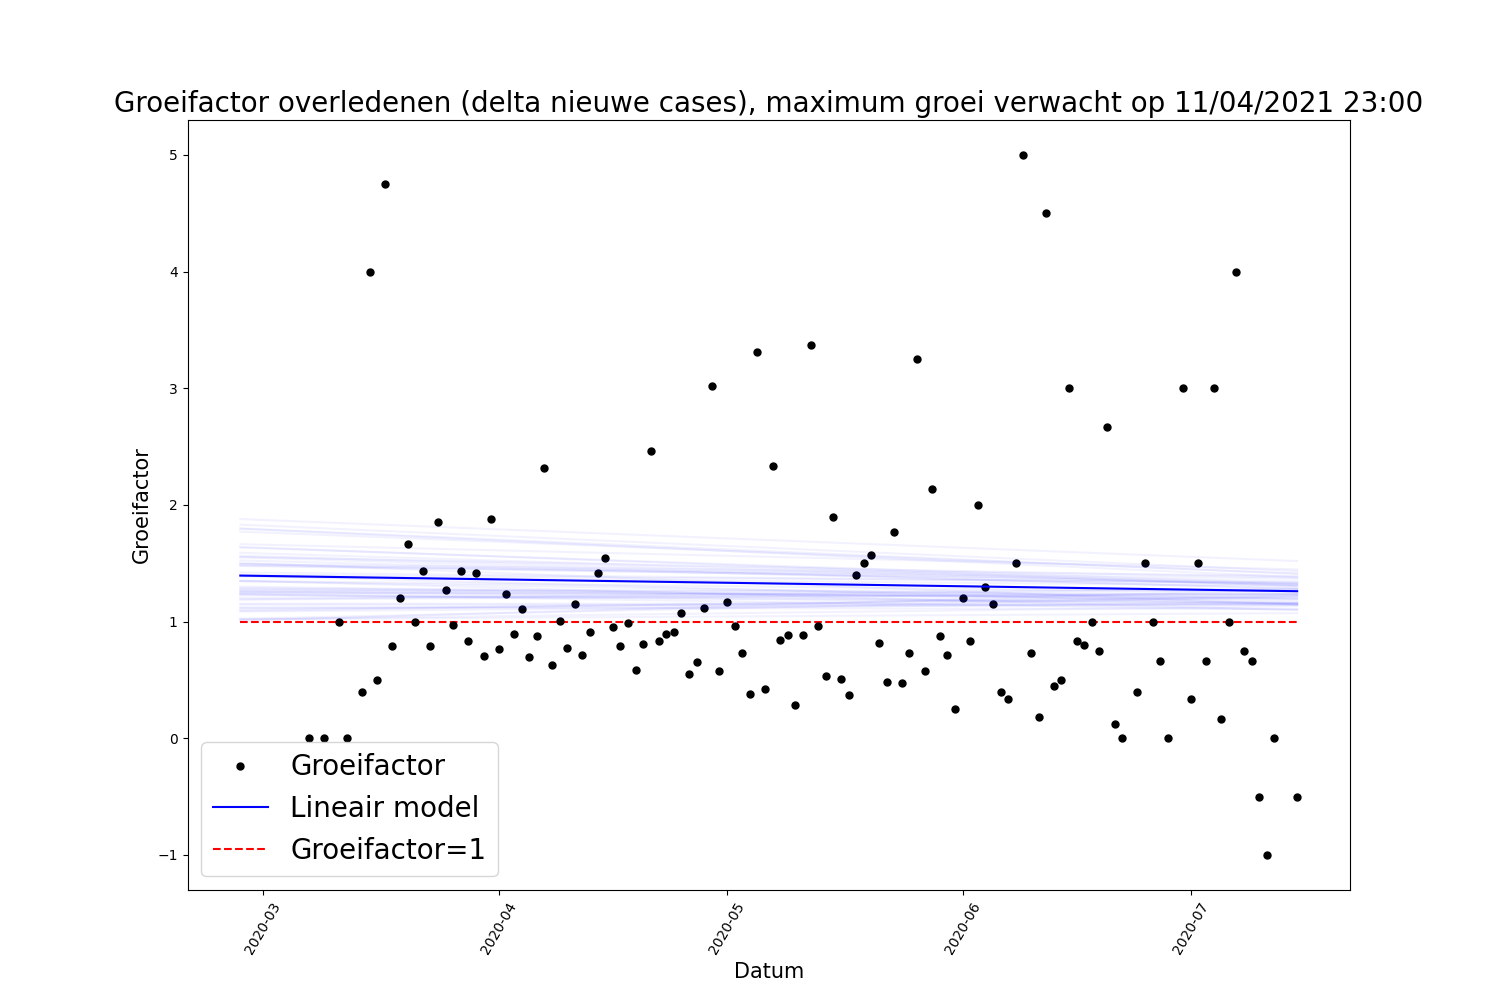 Groeifactor overledenen (delta nieuwe cases), maximum groei verwacht op 11/04/2021 23:00
Groeifactor
5
4
3
2
1
0
−1
Groeifactor
Lineair model
Groeifactor=1
2020-03
2020-04
2020-05
2020-06
2020-07
Datum